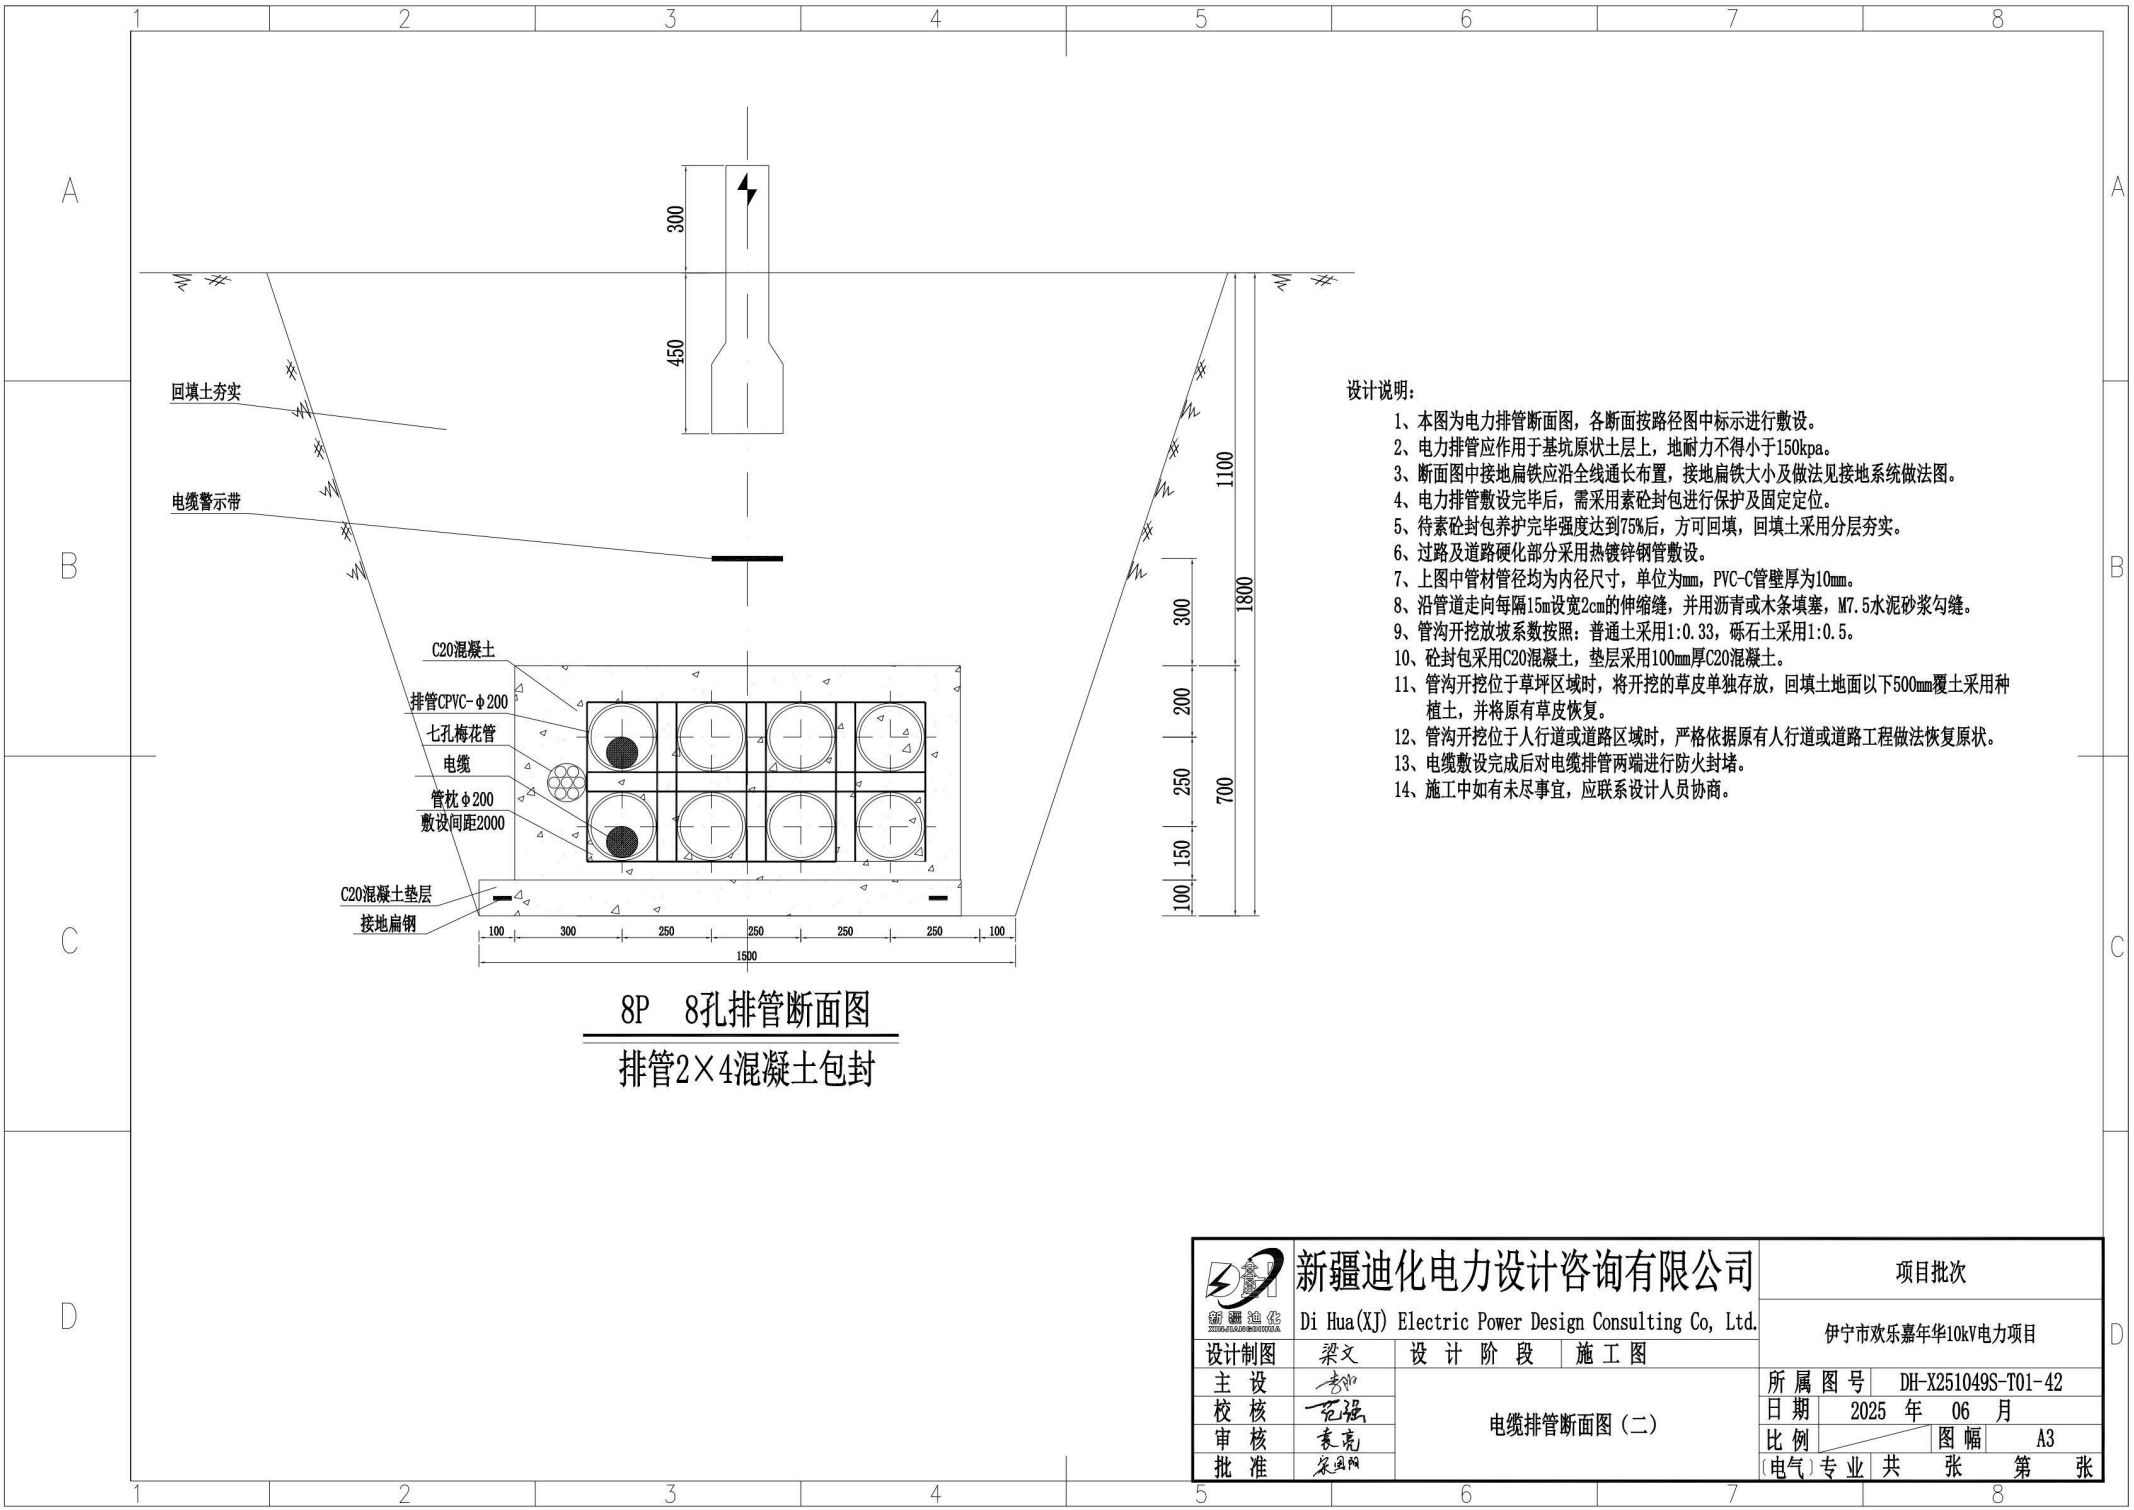 1 2 3 4 5 6 7 8
A
A
300
450
回填土夯实
电缆警示带
1100
1800
300
C20混凝土
排管CPVC-φ200
七孔梅花管
电缆
管枕φ200
敷设间距2000
C20混凝土垫层
接地扁钢
200
250
150
100
700
100 300 250 250 250 250 100
1500
8P 8孔排管断面图
排管2×4混凝土包封
B
B
C
C
D
D
设计说明：
1、本图为电力排管断面图，各断面按路径图中标示进行敷设。
2、电力排管应作用于基坑原状土层上，地耐力不得小于150kpa。
3、断面图中接地扁铁应沿全线通长布置，接地扁铁大小及做法见接地系统做法图。
4、电力排管敷设完毕后，需采用素砼封包进行保护及固定定位。
5、待素砼封包养护完毕强度达到75%后，方可回填，回填土采用分层夯实。
6、过路及道路硬化部分采用热镀锌钢管敷设。
7、上图中管材管径均为内径尺寸，单位为mm，PVC-C管壁厚为10mm。
8、沿管道走向每隔15m设宽2cm的伸缩缝，并用沥青或木条填塞，M7.5水泥砂浆勾缝。
9、管沟开挖放坡系数按照：普通土采用1:0.33，砾石土采用1:0.5。
10、砼封包采用C20混凝土，垫层采用100mm厚C20混凝土。
11、管沟开挖位于草坪区域时，将开挖的草皮单独存放，回填土地面以下500mm覆土采用种
植土，并将原有草皮恢复。
12、管沟开挖位于人行道或道路区域时，严格依据原有人行道或道路工程做法恢复原状。
13、电缆敷设完成后对电缆排管两端进行防火封堵。
14、施工中如有未尽事宜，应联系设计人员协商。
新疆迪化
XINJIANGDIHUA
新疆迪化电力设计咨询有限公司
Di Hua(XJ) Electric Power Design Consulting Co, Ltd.
项目批次
伊宁市欢乐嘉年华10kV电力项目
设计制图 梁文 设计阶段 施工图
主设
校核 范强
审核 袁亮
批准
电缆排管断面图（二）
所属图号 DH-X251049S-T01-42
日期 2025 年 06 月
比例 图幅 A3
（电气）专业 共 张 第 张
1 2 3 4 5 6 7 8